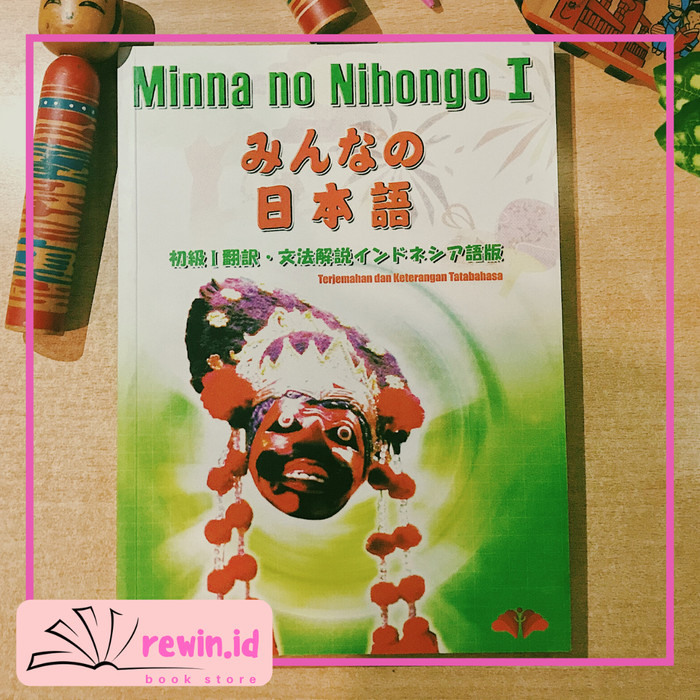 Minna no Nihongo I
みんなの
日本語
初級I翻訳・文法解説インドネシア語版
Terjemahan dan Keterangan Tatabahasa
rewin.id
book store